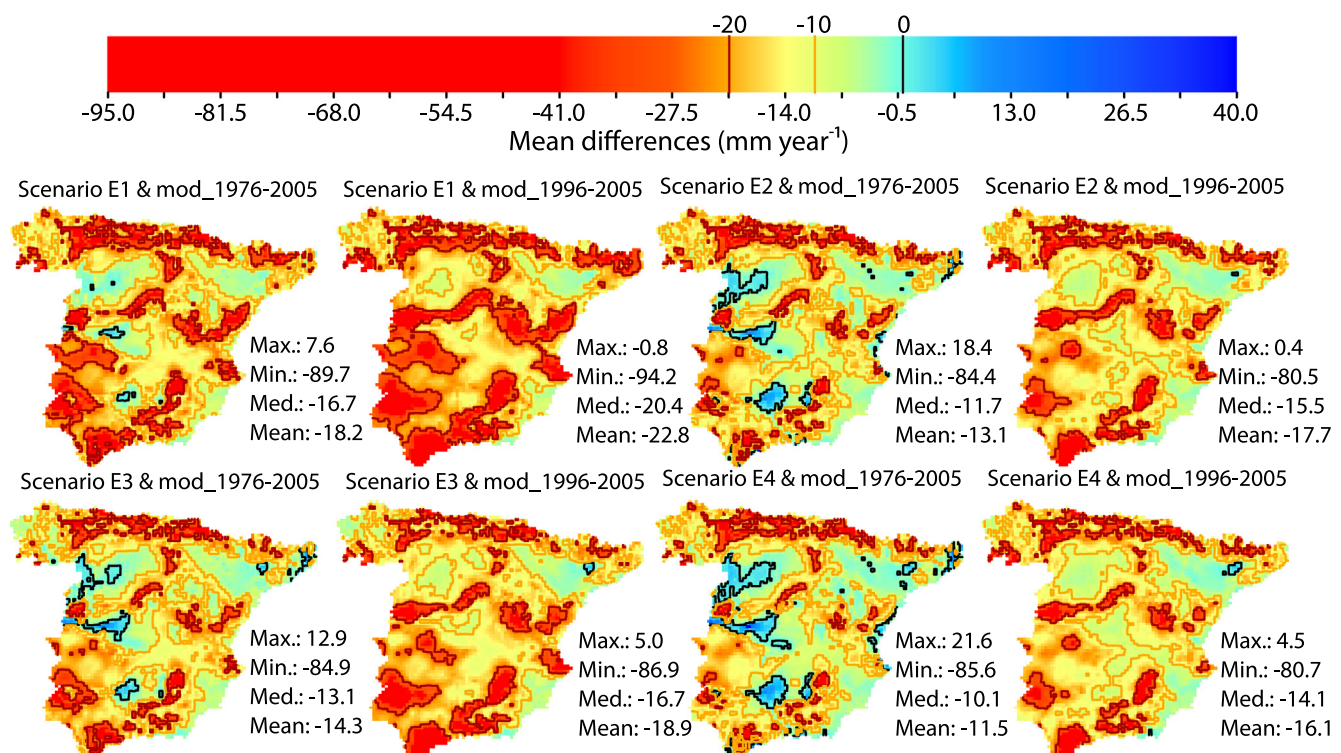 -20 -10 0
-95.0 -81.5 -68.0 -54.5 -41.0 -27.5 -14.0 -0.5 13.0 26.5 40.0
Mean differences (mm year⁻¹)
Scenario E1 & mod_1976-2005
Max.: 7.6
Min.: -89.7
Med.: -16.7
Mean: -18.2
Scenario E1 & mod_1996-2005
Max.: -0.8
Min.: -94.2
Med.: -20.4
Mean: -22.8
Scenario E2 & mod_1976-2005
Max.: 18.4
Min.: -84.4
Med.: -11.7
Mean: -13.1
Scenario E2 & mod_1996-2005
Max.: 0.4
Min.: -80.5
Med.: -15.5
Mean: -17.7
Scenario E3 & mod_1976-2005
Max.: 12.9
Min.: -84.9
Med.: -13.1
Mean: -14.3
Scenario E3 & mod_1996-2005
Max.: 5.0
Min.: -86.9
Med.: -16.7
Mean: -18.9
Scenario E4 & mod_1976-2005
Max.: 21.6
Min.: -85.6
Med.: -10.1
Mean: -11.5
Scenario E4 & mod_1996-2005
Max.: 4.5
Min.: -80.7
Med.: -14.1
Mean: -16.1